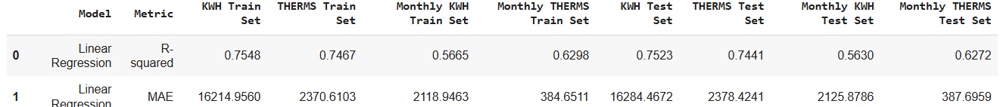 Model Metric KWH Train Set THERMS Train Set Monthly KWH Train Set Monthly THERMS Train Set KWH Test Set THERMS Test Set Monthly KWH Test Set Monthly THERMS Test Set
0 Linear Regression R-squared 0.7548 0.7467 0.5665 0.6298 0.7523 0.7441 0.5630 0.6272
1 Linear Regression MAE 16214.9560 2370.6103 2118.9463 384.6511 16284.4672 2378.4241 2125.8786 387.6959